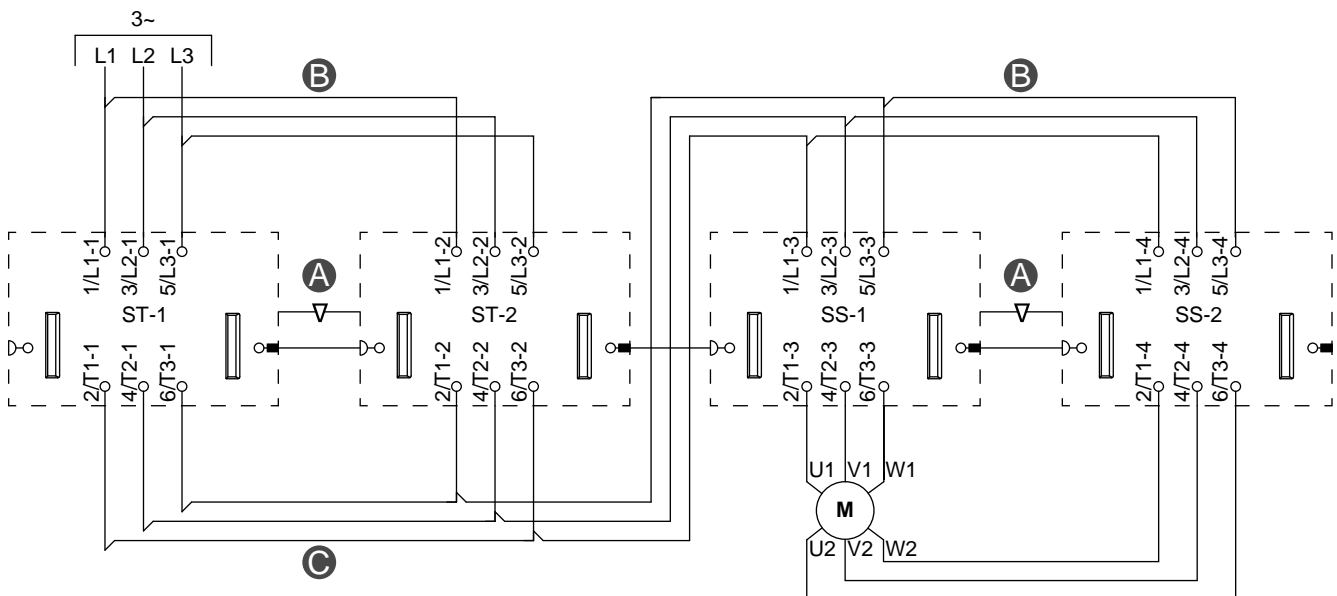 3~
L1 L2 L3
B B
1/L1-1 3/L2-1 5/L3-1 1/L1-2 3/L2-2 5/L3-2 1/L1-3 3/L2-3 5/L3-3 1/L1-4 3/L2-4 5/L3-4
A A
ST-1 ST-2 SS-1 SS-2
2/T1-1 4/T2-1 6/T3-1 2/T1-2 4/T2-2 6/T3-2 2/T1-3 4/T2-3 6/T3-3 2/T1-4 4/T2-4 6/T3-4
U1 V1 W1
M
U2 V2 W2
C